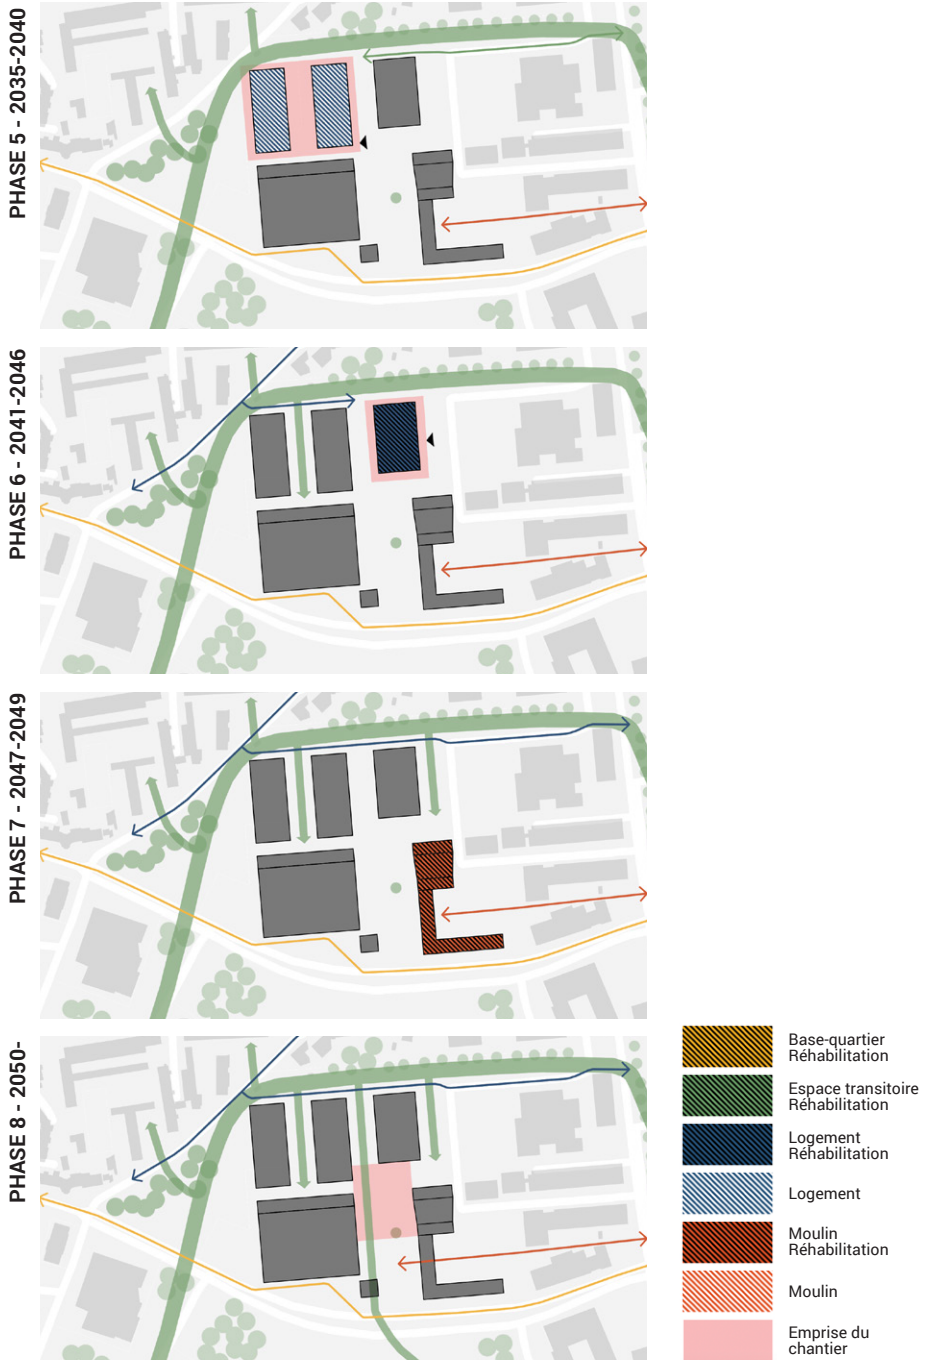 PHASE 5 - 2035-2040
PHASE 6 - 2041-2046
PHASE 7 - 2047-2049
PHASE 8 - 2050-
Base-quartier
Réhabilitation
Espace transitoire
Réhabilitation
Logement
Réhabilitation
Logement
Moulin
Réhabilitation
Moulin
Emprise du
chantier